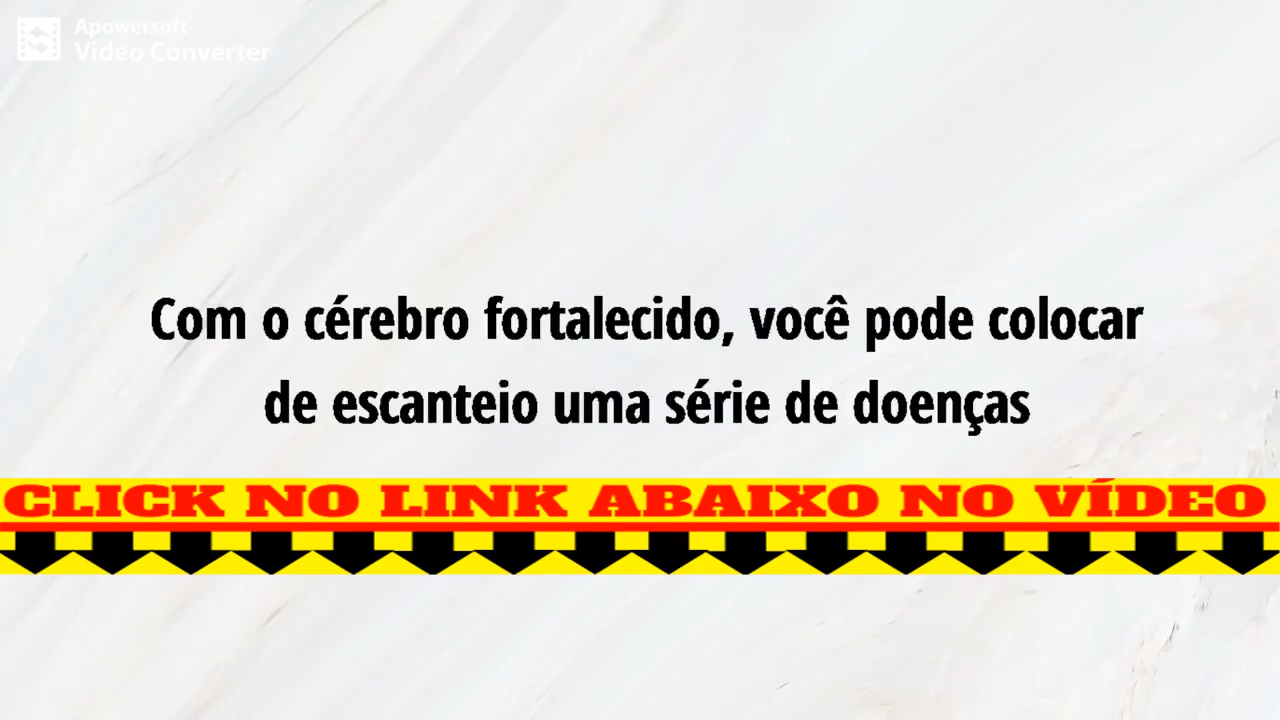 Apowersoft
Video Converter
Com o cérebro fortalecido, você pode colocar
de escanteio uma série de doenças
CLICK NO LINK ABAIXO NO VÍDEO